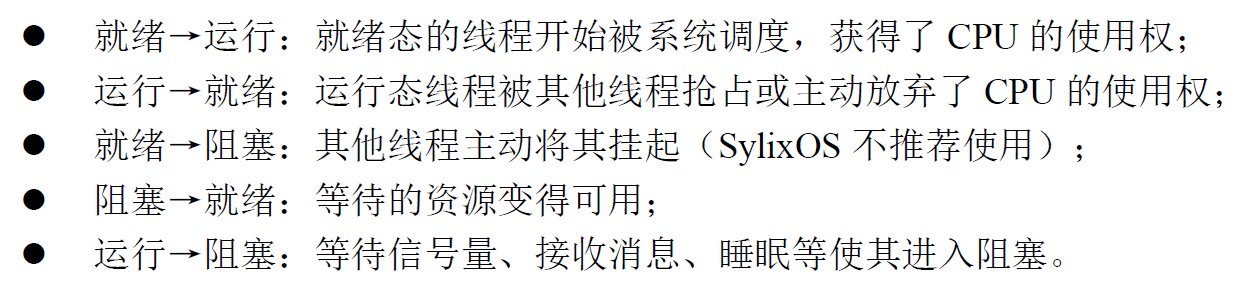 ● 就绪→运行：就绪态的线程开始被系统调度，获得了 CPU 的使用权；
● 运行→就绪：运行态线程被其他线程抢占或主动放弃了 CPU 的使用权；
● 就绪→阻塞：其他线程主动将其挂起（SylixOS 不推荐使用）；
● 阻塞→就绪：等待的资源变得可用；
● 运行→阻塞：等待信号量、接收消息、睡眠等使其进入阻塞。